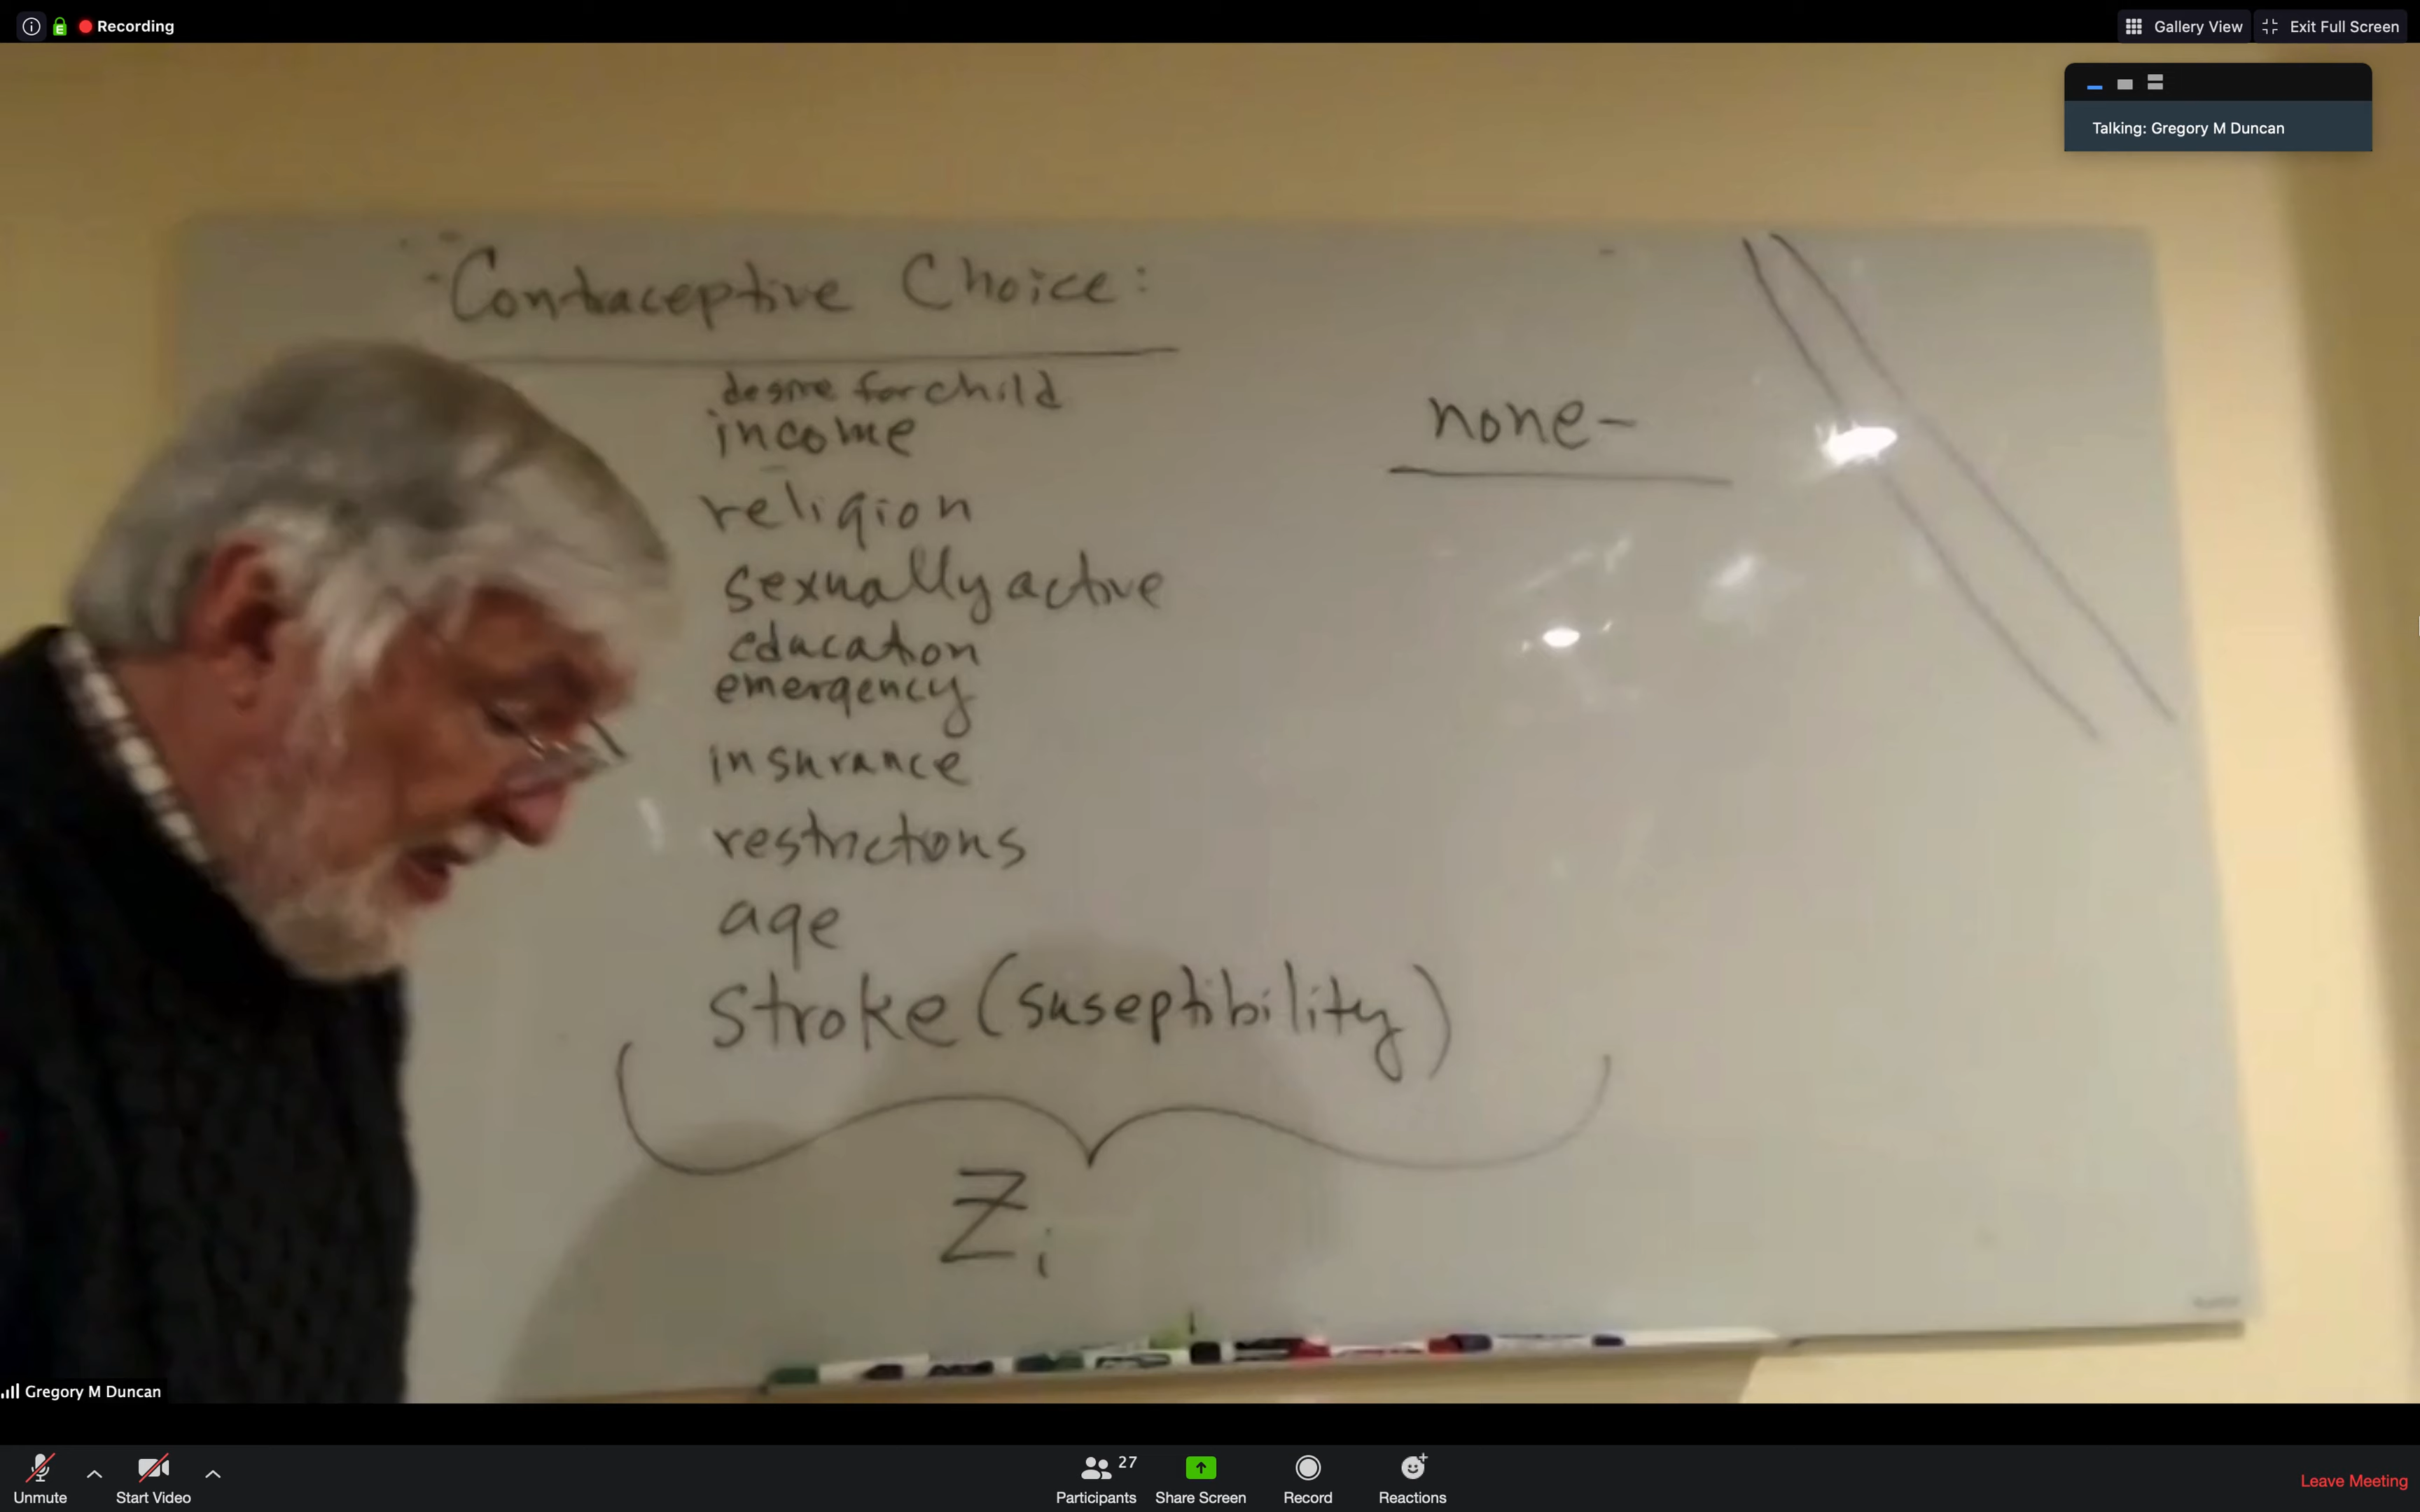 Recording
Gallery View
Exit Full Screen
Talking: Gregory M Duncan
Contraceptive Choice:
desire for child
income
none-
religion
sexually active
education
emergency
insurance
restrictions
age
Stroke (suseptibility)
Zi
Gregory M Duncan
Unmute
Start Video
27
Participants
Share Screen
Record
Reactions
Leave Meeting